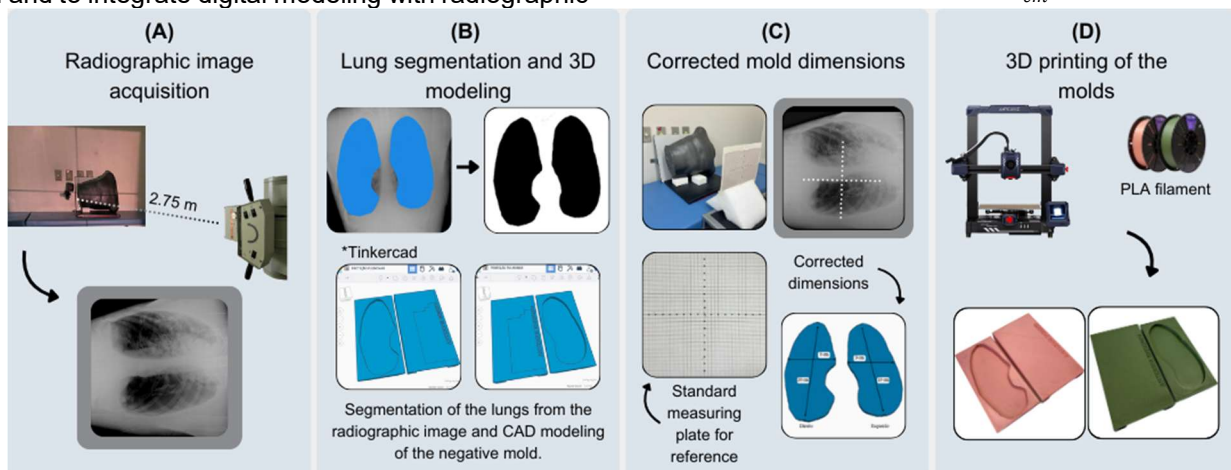 and to integrate digital modeling with radiographic
(A)
Radiographic image
acquisition
2.75 m
(B)
Lung segmentation and 3D
modeling
*Tinkercad
Segmentation of the lungs from the
radiographic image and CAD modeling
of the negative mold.
(C)
Corrected mold dimensions
Corrected
dimensions
Standard
measuring
plate for
reference
(D)
3D printing of the
molds
PLA filament